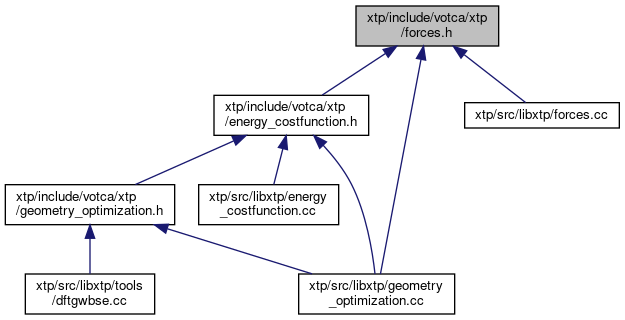 xtp/include/votca/xtp
/forces.h
xtp/include/votca/xtp
/energy_costfunction.h
xtp/src/libxtp/forces.cc
xtp/include/votca/xtp
/geometry_optimization.h
xtp/src/libxtp/energy
_costfunction.cc
xtp/src/libxtp/tools
/dftgwbse.cc
xtp/src/libxtp/geometry
_optimization.cc